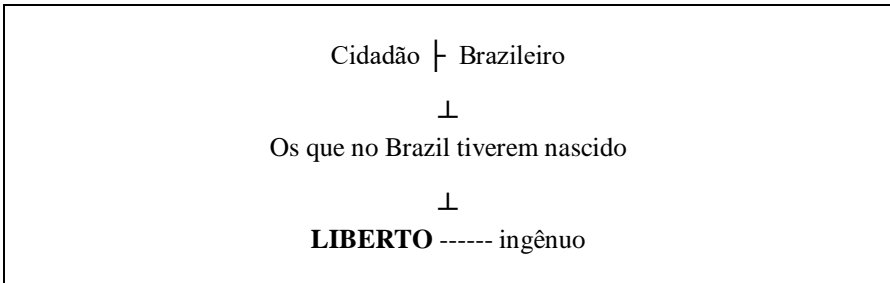 Cidadão ├ Brazileiro
┴
Os que no Brazil tiverem nascido
┴
LIBERTO ------ ingênuo